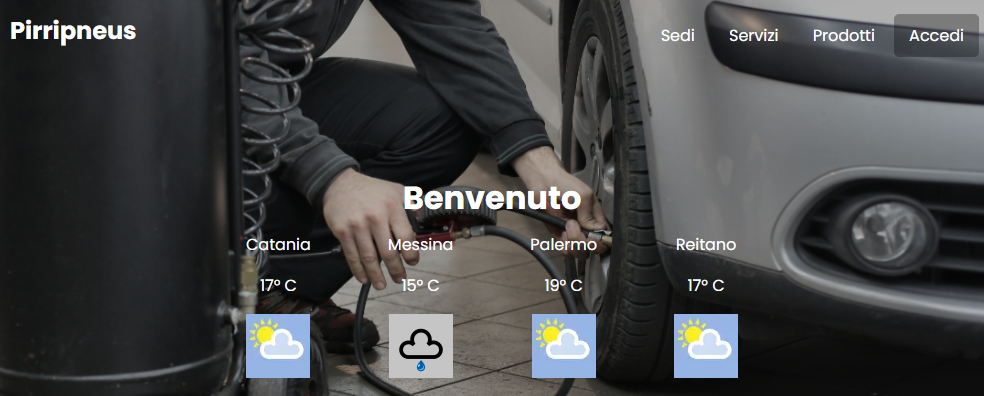 Pirripneus
Sedi Servizi Prodotti Accedi
Benvenuto
Catania Messina Palermo Reitano
17° C 15° C 19° C 17° C